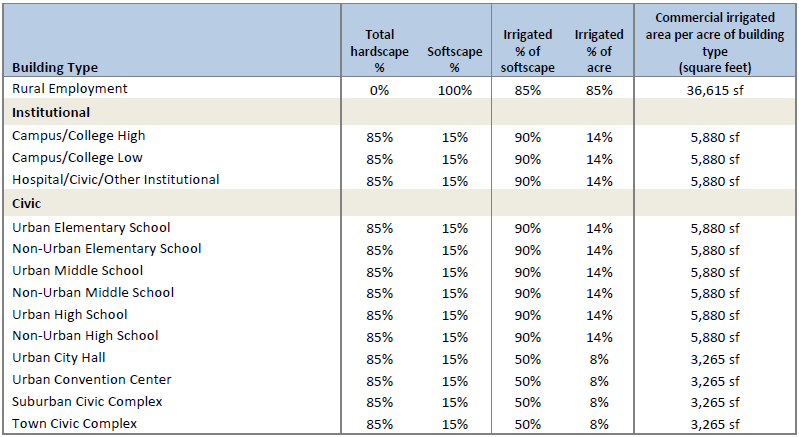 Building Type | Total hardscape % | Softscape % | Irrigated % of softscape | Irrigated % of acre | Commercial irrigated area per acre of building type (square feet)
Rural Employment 0% 100% 85% 85% 36,615 sf
Institutional
Campus/College High 85% 15% 90% 14% 5,880 sf
Campus/College Low 85% 15% 90% 14% 5,880 sf
Hospital/Civic/Other Institutional 85% 15% 90% 14% 5,880 sf
Civic
Urban Elementary School 85% 15% 90% 14% 5,880 sf
Non-Urban Elementary School 85% 15% 90% 14% 5,880 sf
Urban Middle School 85% 15% 90% 14% 5,880 sf
Non-Urban Middle School 85% 15% 90% 14% 5,880 sf
Urban High School 85% 15% 90% 14% 5,880 sf
Non-Urban High School 85% 15% 90% 14% 5,880 sf
Urban City Hall 85% 15% 50% 8% 3,265 sf
Urban Convention Center 85% 15% 50% 8% 3,265 sf
Suburban Civic Complex 85% 15% 50% 8% 3,265 sf
Town Civic Complex 85% 15% 50% 8% 3,265 sf